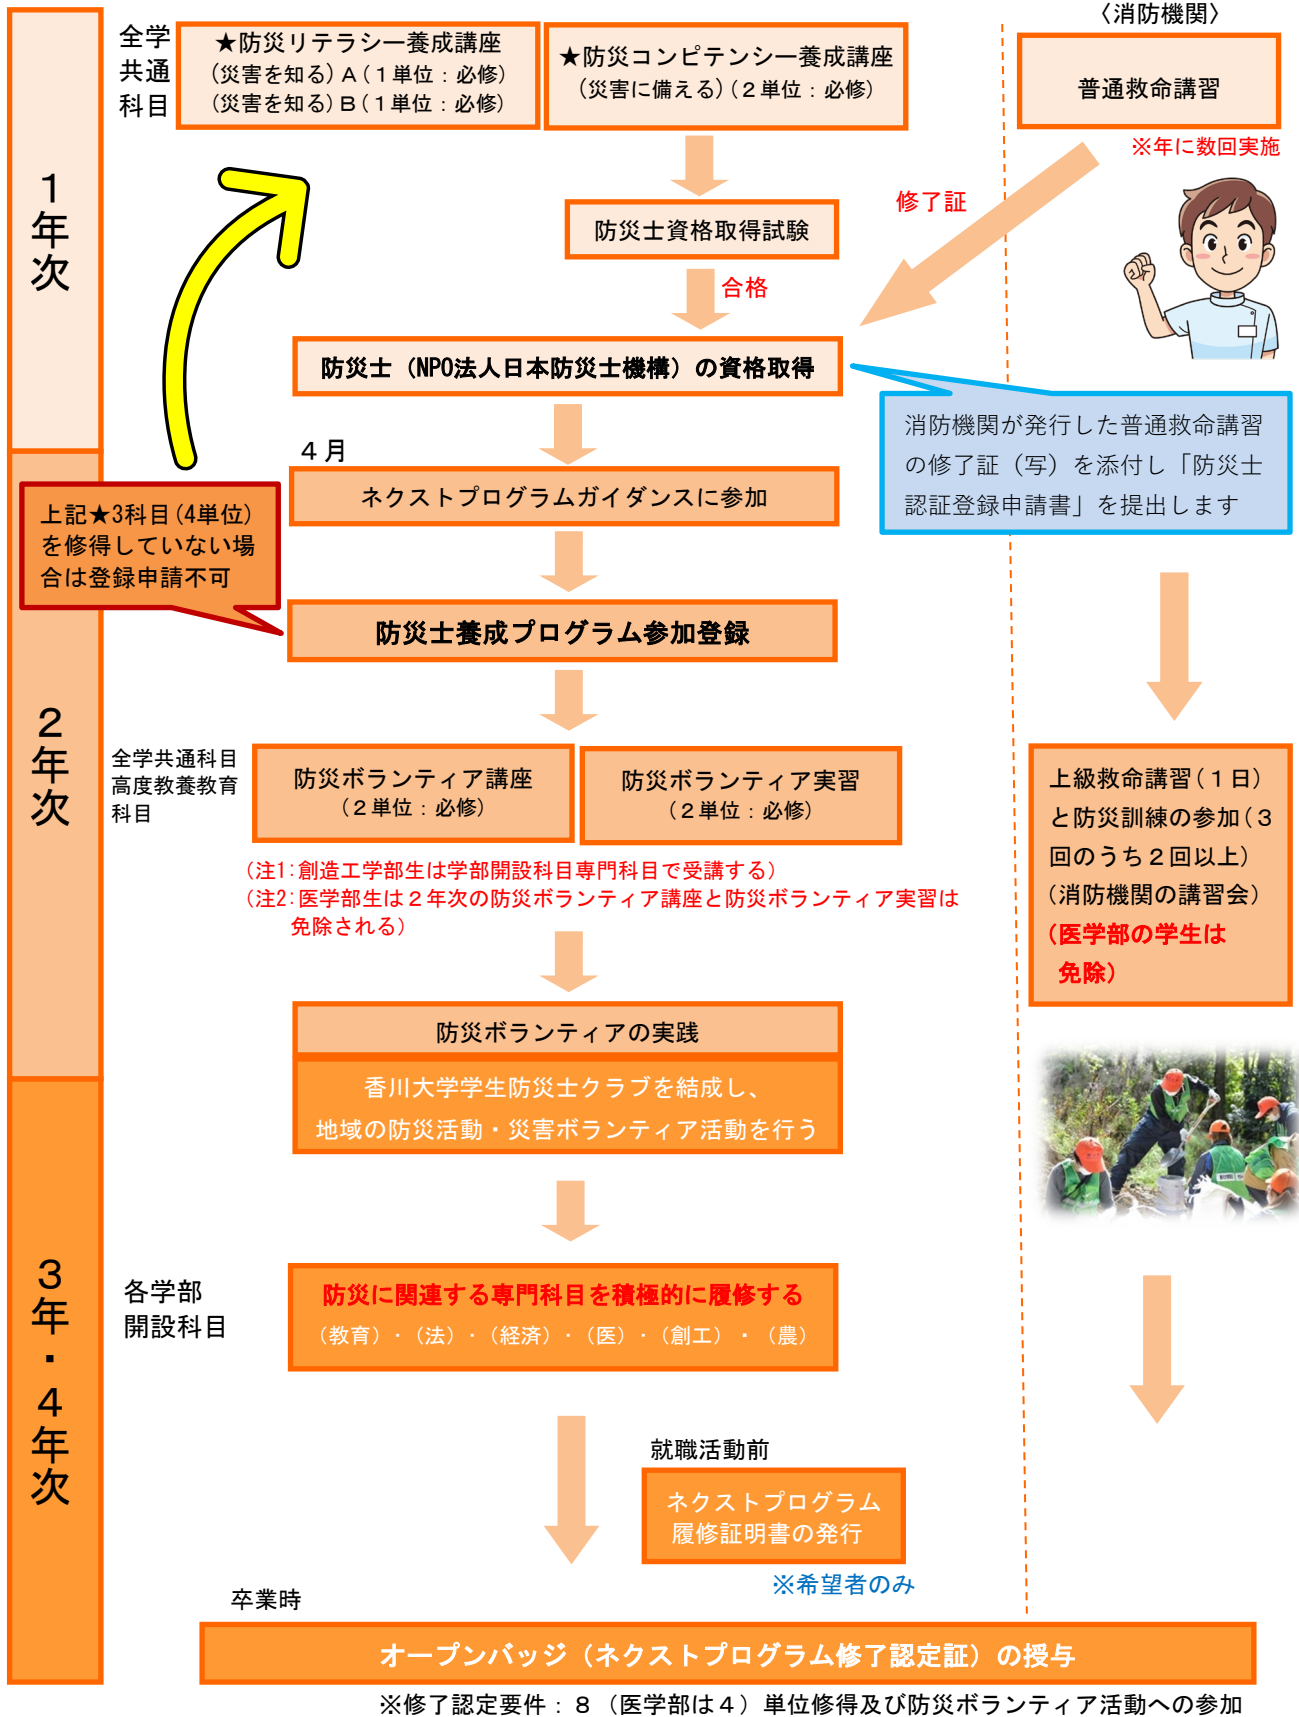 〈消防機関〉
全学
共通
科目
★防災リテラシー養成講座
(災害を知る)A(1単位：必修)
(災害を知る)B(1単位：必修)
★防災コンピテンシー養成講座
(災害に備える)(2単位：必修)
普通救命講習
※年に数回実施
1年次
防災士資格取得試験
修了証
合格
防災士（NPO法人日本防災士機構）の資格取得
消防機関が発行した普通救命講習
の修了証（写）を添付し「防災士
認証登録申請書」を提出します
4月
ネクストプログラムガイダンスに参加
上記★3科目(4単位)
を修得していない場
合は登録申請不可
防災士養成プログラム参加登録
2年次
全学共通科目
高度教養教育
科目
防災ボランティア講座
（2単位：必修）
防災ボランティア実習
（2単位：必修）
（注1:創造工学部生は学部開設科目専門科目で受講する）
（注2:医学部生は２年次の防災ボランティア講座と防災ボランティア実習は
免除される）
上級救命講習(1日)
と防災訓練の参加(3
回のうち2回以上)
(消防機関の講習会)
(医学部の学生は
免除)
防災ボランティアの実践
香川大学学生防災士クラブを結成し、
地域の防災活動・災害ボランティア活動を行う
3年・4年次
各学部
開設科目
防災に関連する専門科目を積極的に履修する
（教育）・（法）・（経済）・（医）・（創工）・（農）
就職活動前
ネクストプログラム
履修証明書の発行
※希望者のみ
卒業時
オープンバッジ（ネクストプログラム修了認定証）の授与
※修了認定要件：８（医学部は４）単位修得及び防災ボランティア活動への参加